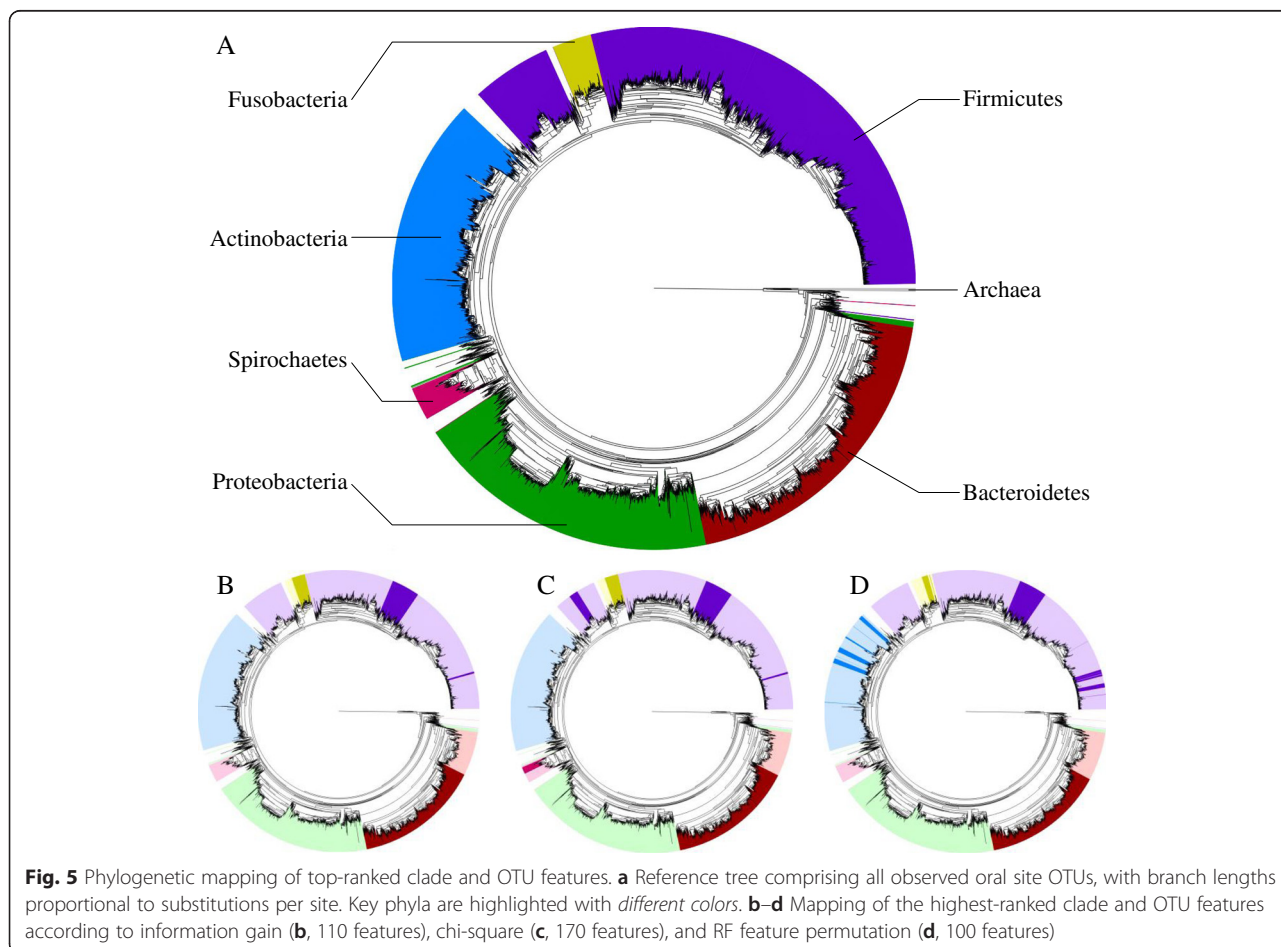 A
Fusobacteria
Firmicutes
Actinobacteria
Archaea
Spirochaetes
Proteobacteria
Bacteroidetes
B
C
D
Fig. 5 Phylogenetic mapping of top-ranked clade and OTU features. a Reference tree comprising all observed oral site OTUs, with branch lengths
proportional to substitutions per site. Key phyla are highlighted with different colors. b–d Mapping of the highest-ranked clade and OTU features
according to information gain (b, 110 features), chi-square (c, 170 features), and RF feature permutation (d, 100 features)